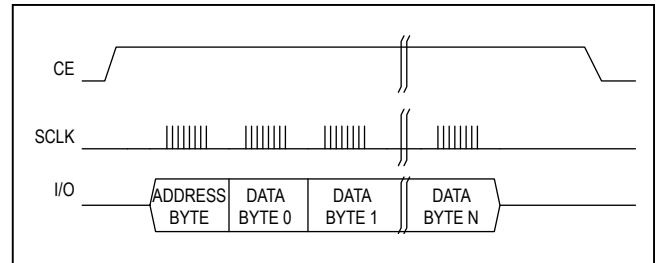 CE
SCLK
I/O
ADDRESS BYTE
DATA BYTE 0
DATA BYTE 1
DATA BYTE N